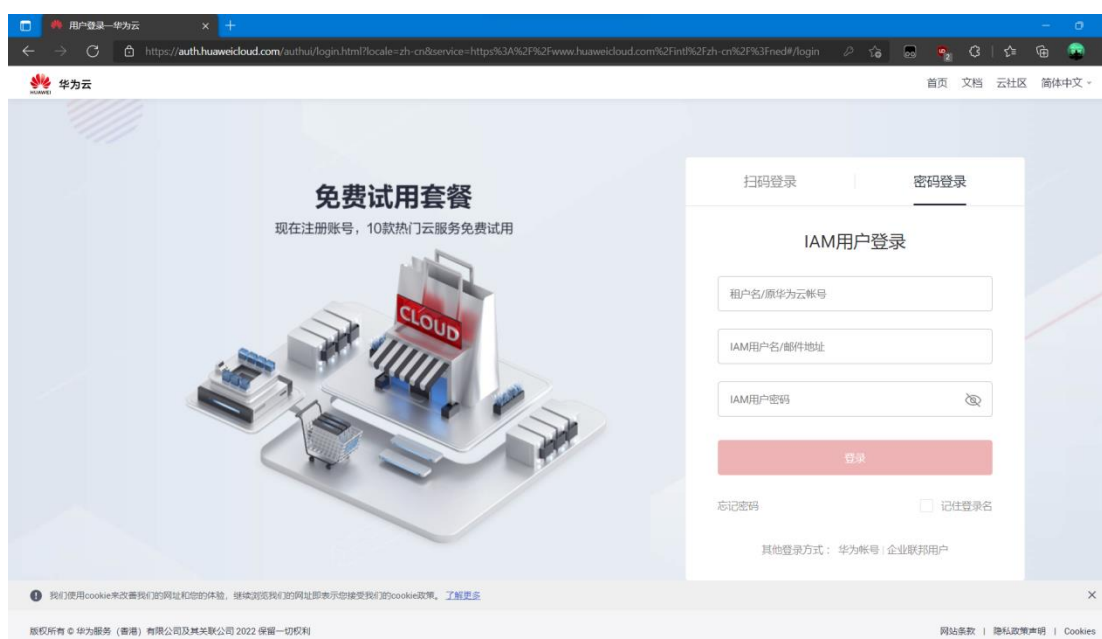 用户登录—华为云
https://auth.huaweicloud.com/authui/login.html?locale=zh-cn&service=https%3A%2F%2Fwww.huaweicloud.com%2Fintl%2Fzh-cn%2F%3Fned#/login
2
HUAWEI 华为云
首页 文档 云社区 简体中文
免费试用套餐
现在注册账号，10款热门云服务免费试用
CLOUD
扫码登录 密码登录
IAM用户登录
租户名/原华为云帐号
IAM用户名/邮件地址
IAM用户密码
登录
忘记密码 记住登录名
其他登录方式： 华为帐号 | 企业联邦用户
我们使用cookie来改善我们的网址和您的体验，继续浏览我们的网址即表示您接受我们的cookie政策。 了解更多
版权所有 © 华为服务（香港）有限公司及其关联公司 2022 保留一切权利
网站条款 | 隐私政策声明 | Cookies